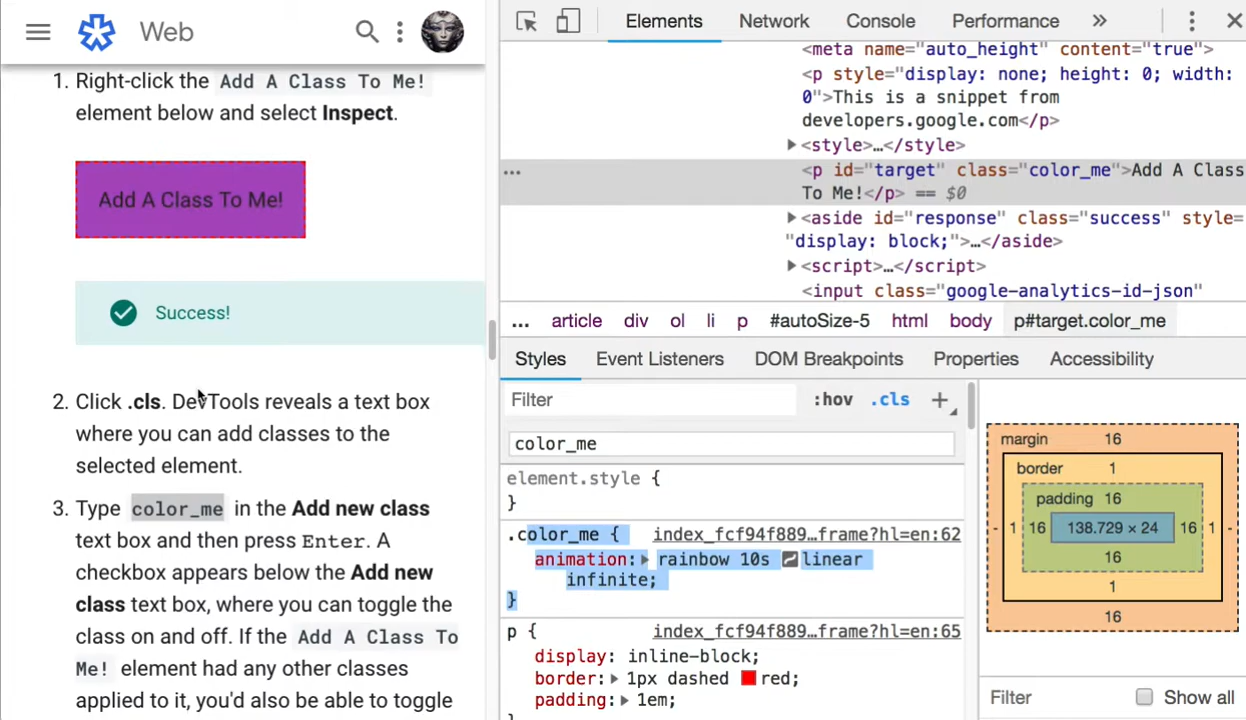 Web
1. Right-click the Add A Class To Me!
element below and select Inspect.
Add A Class To Me!
Success!
2. Click .cls. DevTools reveals a text box
where you can add classes to the
selected element.
3. Type color_me in the Add new class
text box and then press Enter. A
checkbox appears below the Add new
class text box, where you can toggle the
class on and off. If the Add A Class To
Me! element had any other classes
applied to it, you'd also be able to toggle
Elements Network Console Performance »
<meta name="auto_height" content="true">
<p style="display: none; height: 0; width:
0">This is a snippet from
developers.google.com</p>
<style>…</style>
… <p id="target" class="color_me">Add A Class
To Me!</p> == $0
<aside id="response" class="success" style=
"display: block;">…</aside>
<script>…</script>
<input class="google-analytics-id-json"
… article div ol li p #autoSize-5 html body p#target.color_me
Styles Event Listeners DOM Breakpoints Properties Accessibility
Filter :hov .cls +
color_me
element.style {
}
.color_me { index_fcf94f889…frame?hl=en:62
animation: rainbow 10s linear
infinite;
}
p { index_fcf94f889…frame?hl=en:65
display: inline-block;
border: 1px dashed red;
padding: 1em;
margin 16
border 1
padding 16
- 1 16 138.729 × 24 16 1 -
16
1
16
Filter Show all